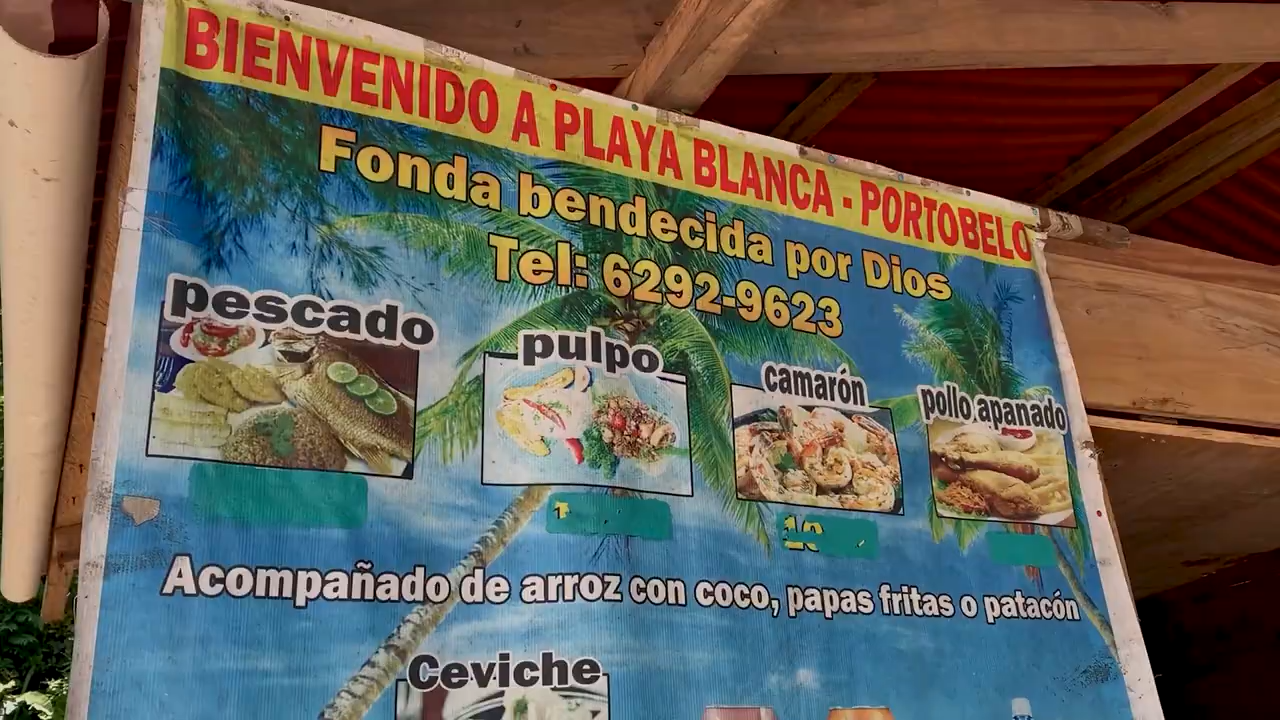 BIENVENIDO A PLAYA BLANCA - PORTOBELO
Fonda bendecida por Dios
Tel: 6292-9623
pescado
pulpo
camarón
pollo apanado
Acompañado de arroz con coco, papas fritas o patacón
Ceviche